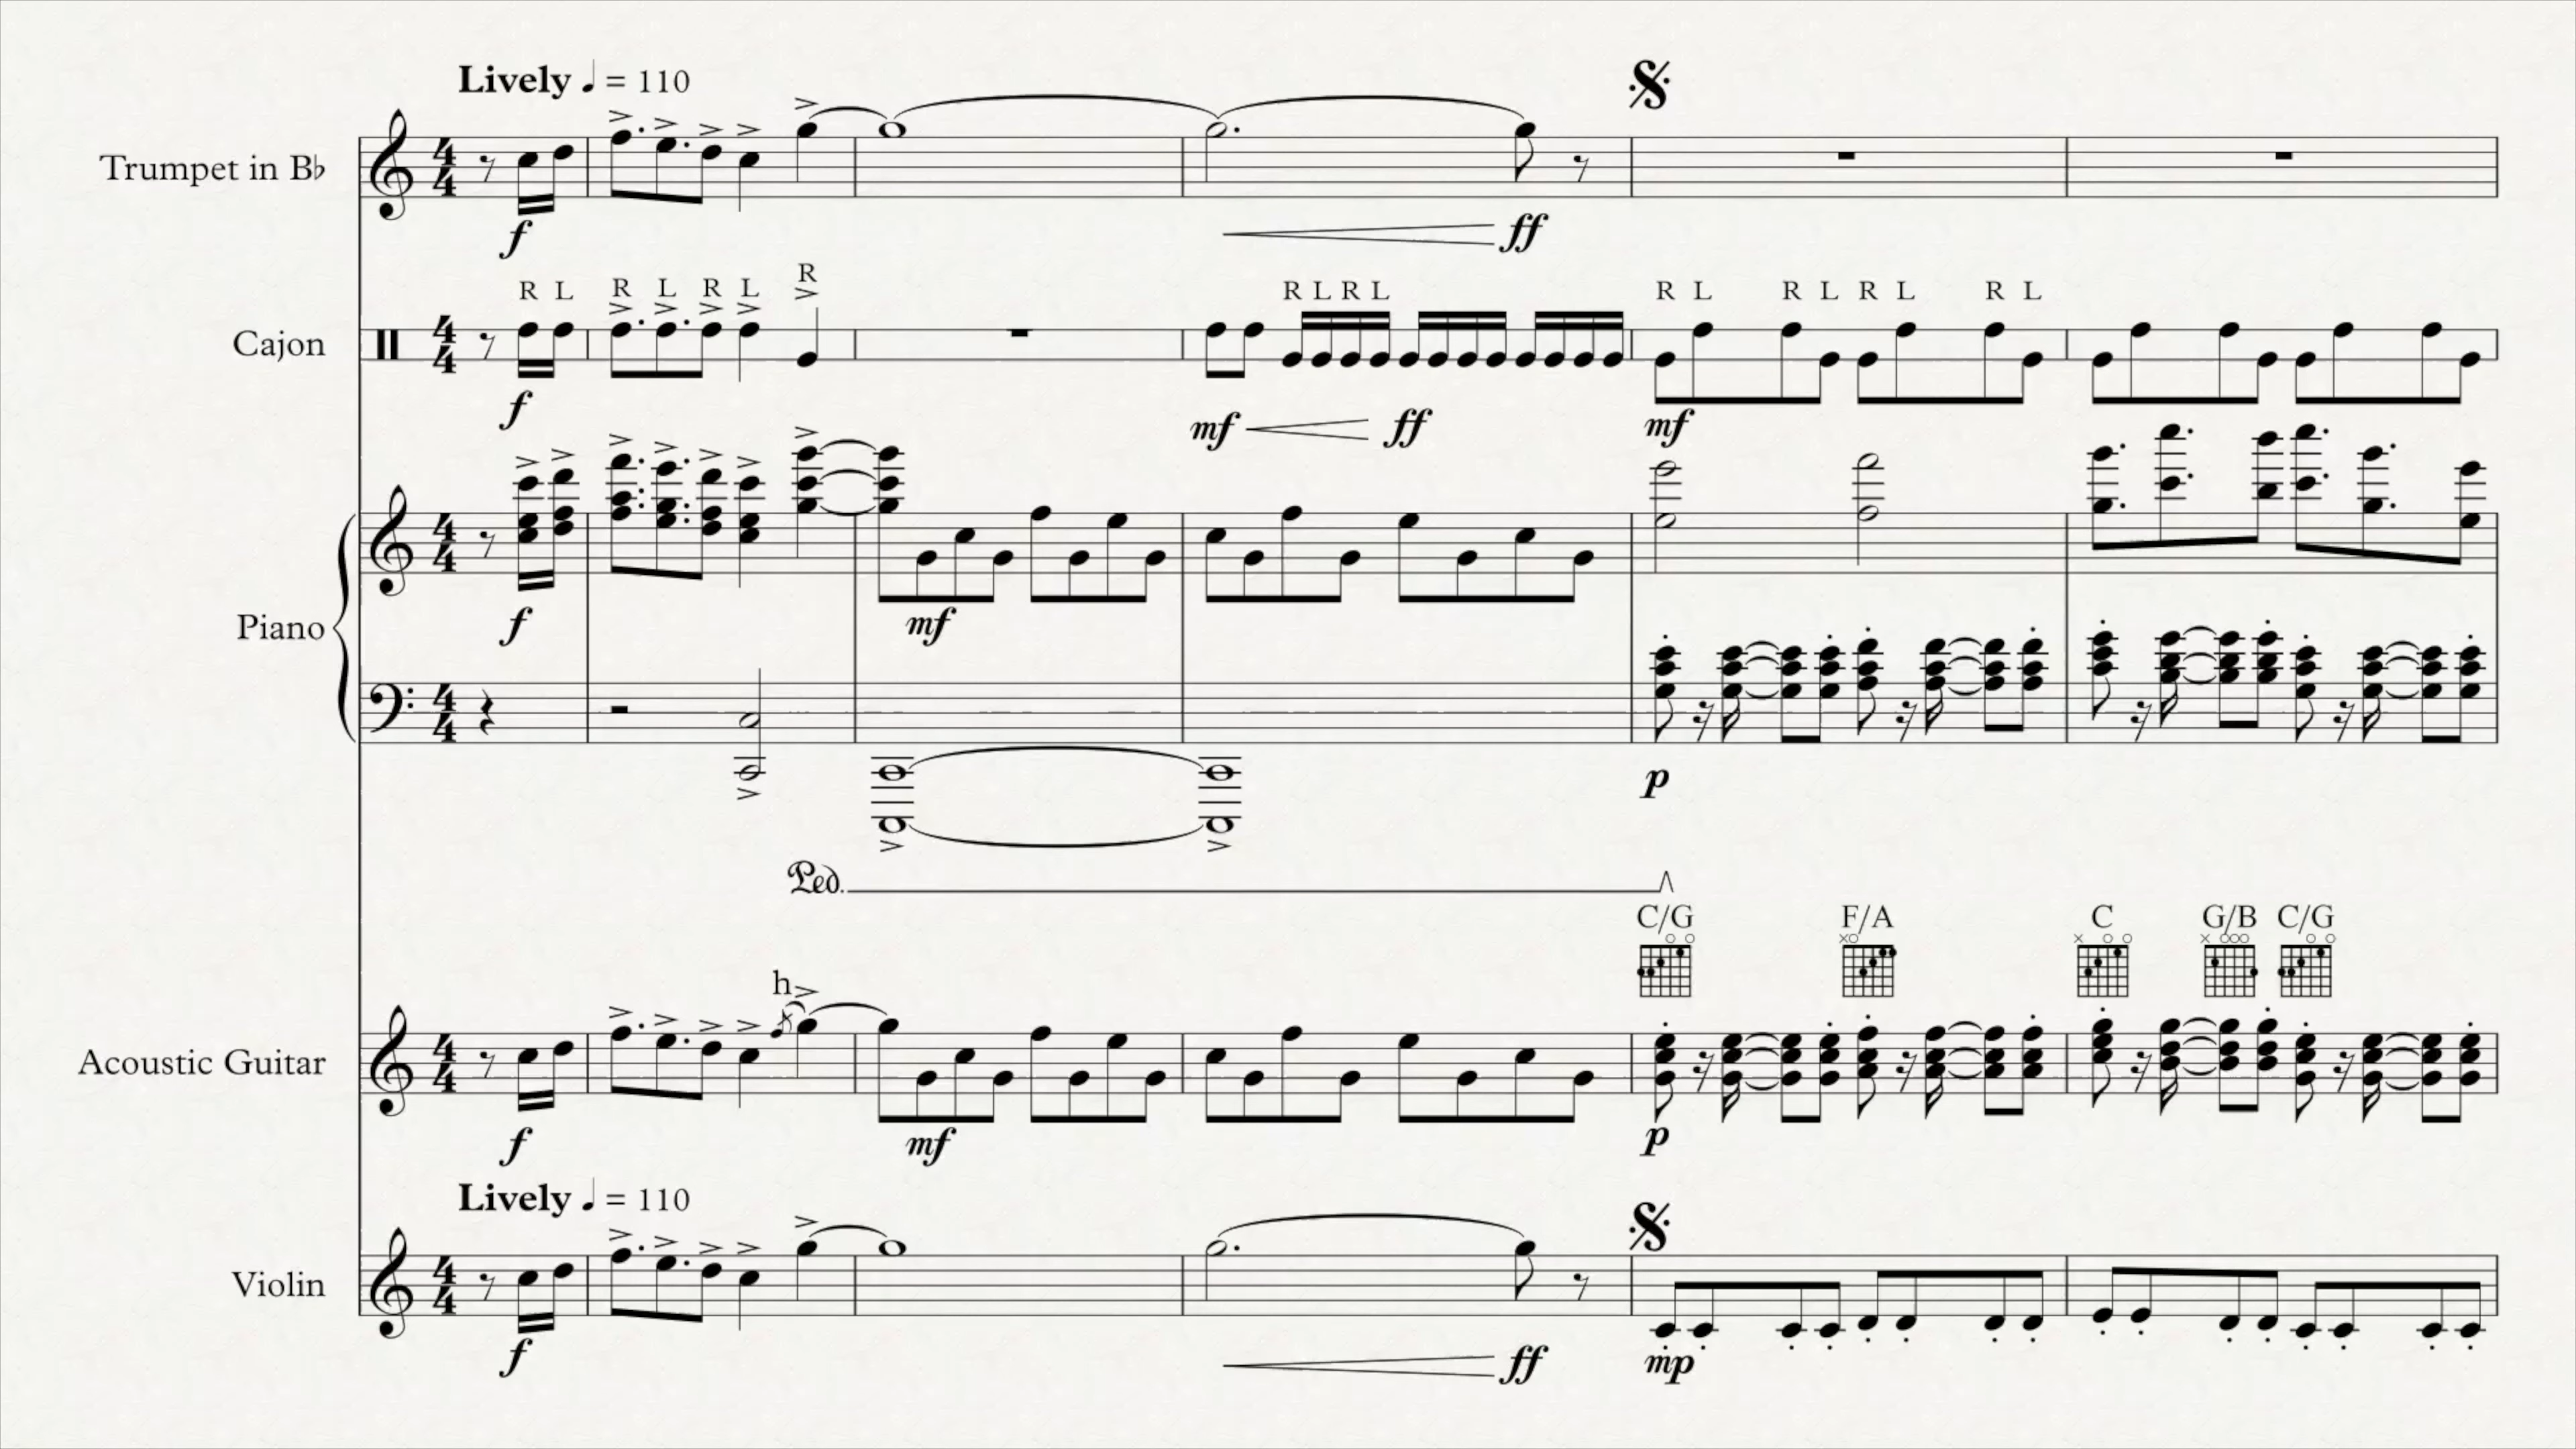 Lively ♩ = 110
Trumpet in B♭
f
ff
R L R L R L R
Cajon
R L R L
R L R L R L R L
f
mf
ff
mf
Piano
f
mf
p
Ped.
C/G F/A C G/B C/G
h
Acoustic Guitar
f
mf
p
Lively ♩ = 110
Violin
f
ff
mp